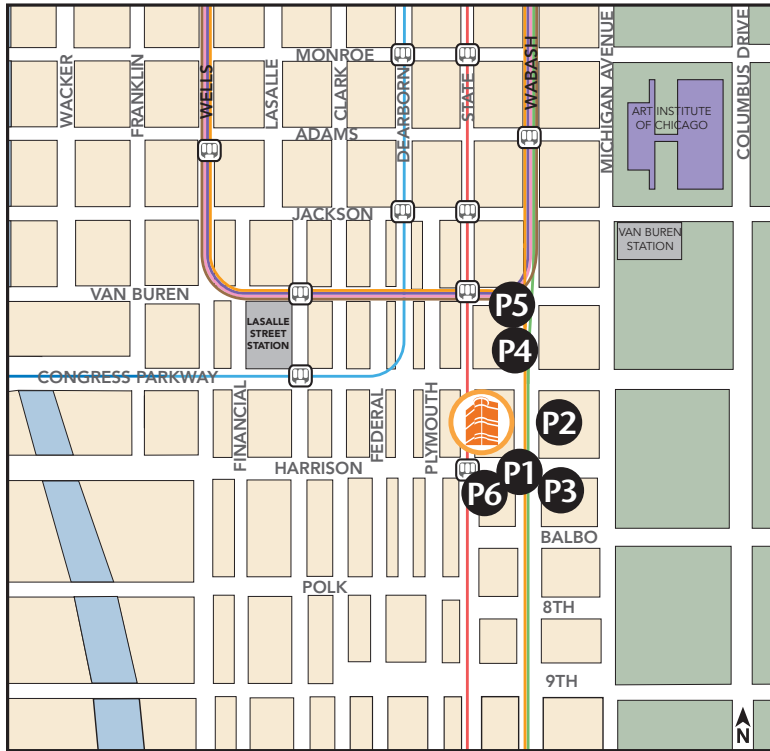 MONROE
WACKER
FRANKLIN
WELLS
LASALLE
CLARK
DEARBORN
STATE
WABASH
MICHIGAN AVENUE
COLUMBUS DRIVE
ART INSTITUTE
OF CHICAGO
ADAMS
JACKSON
VAN BUREN
STATION
VAN BUREN
LASALLE
STREET
STATION
P5
P4
CONGRESS PARKWAY
FINANCIAL
FEDERAL
PLYMOUTH
P2
HARRISON
P1
P6
P3
BALBO
POLK
8TH
9TH
N